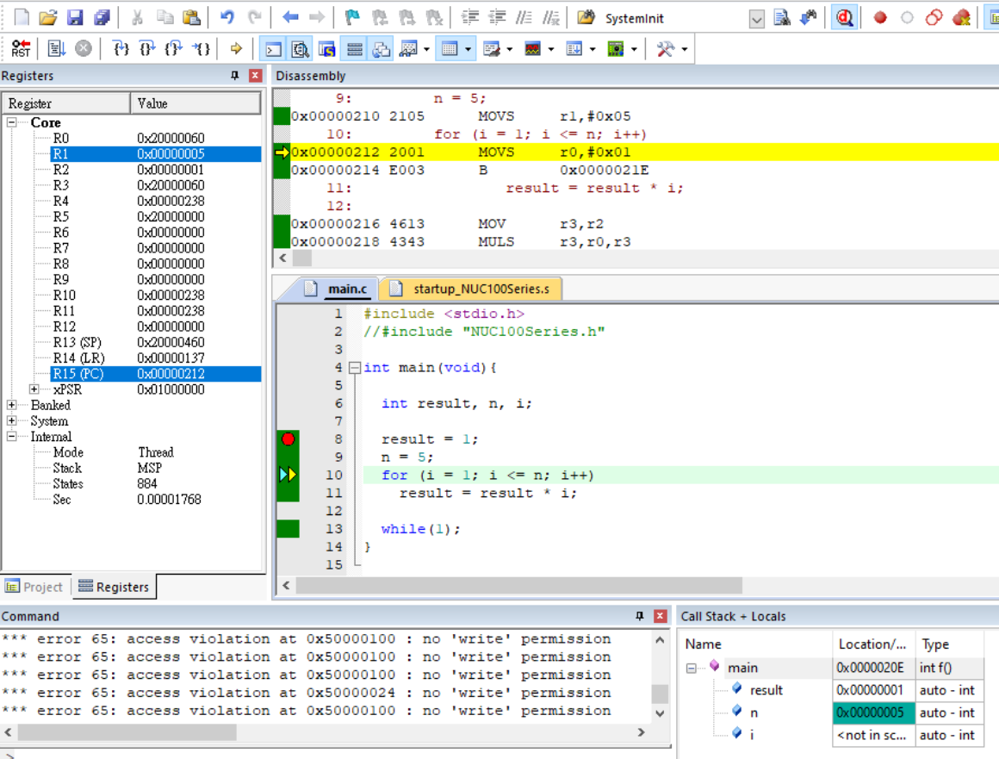 SystemInit
RST
Registers
Register Value
Core
R0 0x20000060
R1 0x00000005
R2 0x00000001
R3 0x20000060
R4 0x00000238
R5 0x20000000
R6 0x00000000
R7 0x00000000
R8 0x00000000
R9 0x00000000
R10 0x00000238
R11 0x00000238
R12 0x00000000
R13 (SP) 0x20000460
R14 (LR) 0x00000137
R15 (PC) 0x00000212
xPSR 0x01000000
Banked
System
Internal
Mode Thread
Stack MSP
States 884
Sec 0.00001768
Project Registers
Disassembly
9: n = 5;
0x00000210 2105 MOVS r1,#0x05
10: for (i = 1; i <= n; i++)
0x00000212 2001 MOVS r0,#0x01
0x00000214 E003 B 0x0000021E
11: result = result * i;
12:
0x00000216 4613 MOV r3,r2
0x00000218 4343 MULS r3,r0,r3
main.c startup_NUC100Series.s
1 #include <stdio.h>
2 //#include "NUC100Series.h"
3
4 int main(void){
5
6 int result, n, i;
7
8 result = 1;
9 n = 5;
10 for (i = 1; i <= n; i++)
11 result = result * i;
12
13 while(1);
14 }
15
Command
*** error 65: access violation at 0x50000100 : no 'write' permission
*** error 65: access violation at 0x50000100 : no 'write' permission
*** error 65: access violation at 0x50000100 : no 'write' permission
*** error 65: access violation at 0x50000024 : no 'write' permission
*** error 65: access violation at 0x50000100 : no 'write' permission
>
Call Stack + Locals
Name Location/... Type
main 0x0000020E int f()
result 0x00000001 auto - int
n 0x00000005 auto - int
i <not in sc... auto - int